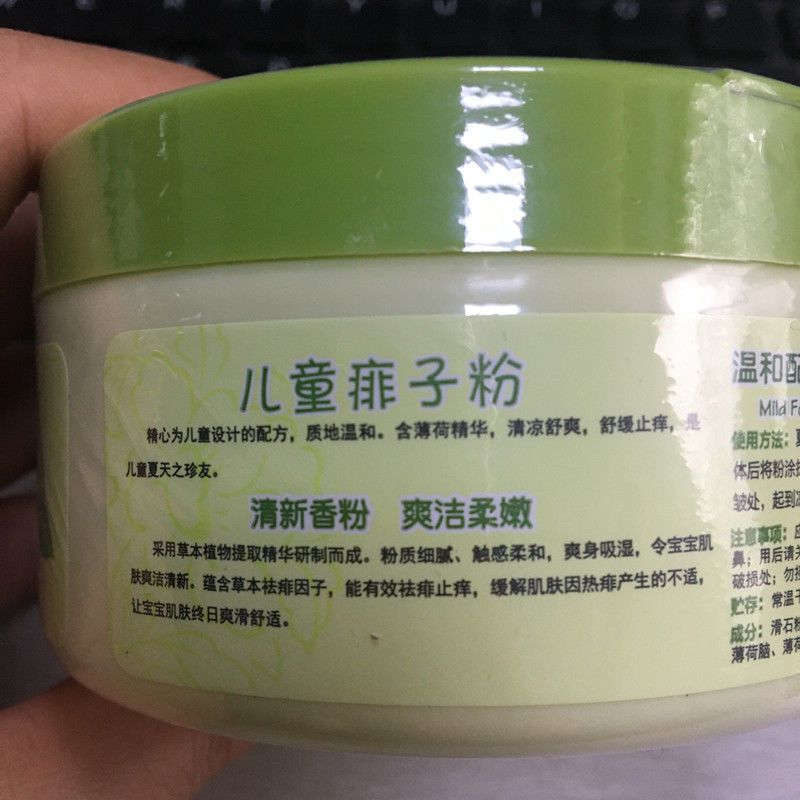 儿童痱子粉
精心为儿童设计的配方，质地温和。含薄荷精华，清凉舒爽，舒缓止痒，是
儿童夏天之珍友。
清新香粉 爽洁柔嫩
采用草本植物提取精华研制而成。粉质细腻、触感柔和，爽身吸湿，令宝宝肌
肤爽洁清新。蕴含草本祛痱因子，能有效祛痱止痒，缓解肌肤因热痱产生的不适，
让宝宝肌肤终日爽滑舒适。
温和配
Mild
使用方法：夏
体后将粉涂
皱处，起到
注意事项：
鼻；用后请
破损处；勿
贮存：常温干
成分：滑石粉
薄荷脑、薄荷